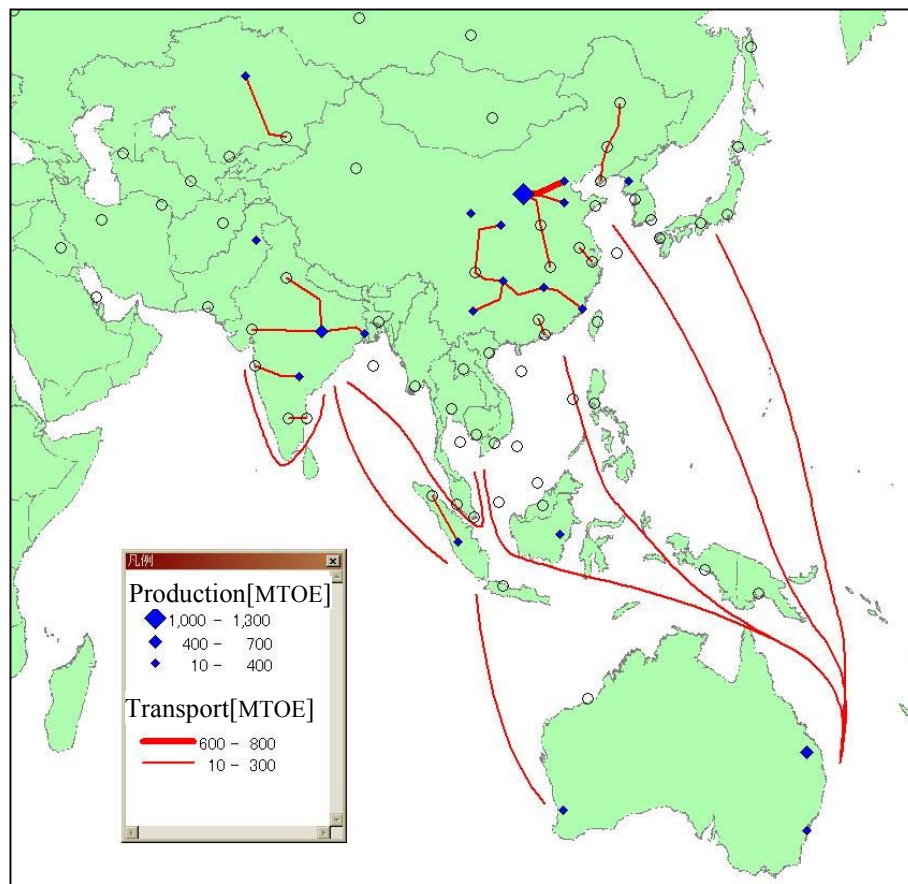 凡例
Production[MTOE]
1,000 - 1,300
400 - 700
10 - 400
Transport[MTOE]
600 - 800
10 - 300